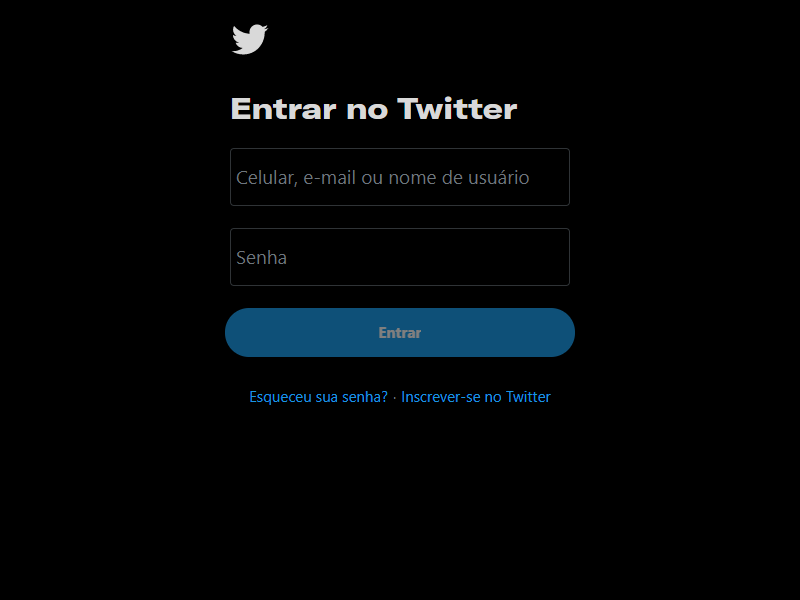 Entrar no Twitter
Celular, e-mail ou nome de usuário
Senha
Entrar
Esqueceu sua senha? · Inscrever-se no Twitter